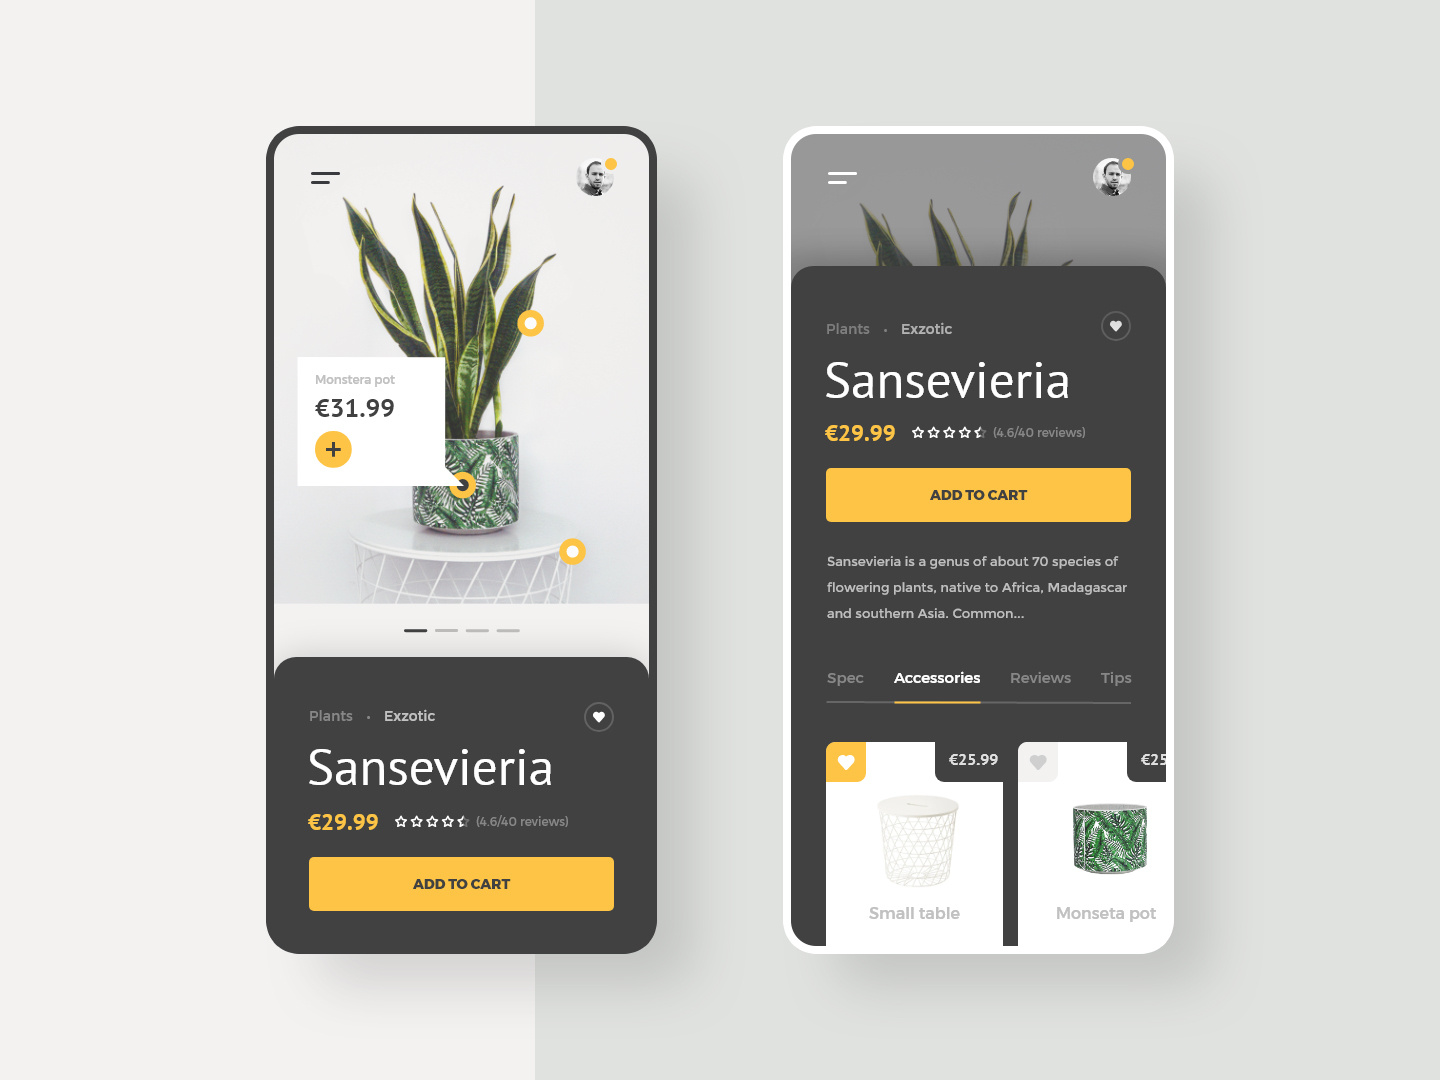 Monstera pot
€31.99
Plants • Exzotic
Sansevieria
€29.99 (4.6/40 reviews)
ADD TO CART
Plants • Exzotic
Sansevieria
€29.99 (4.6/40 reviews)
ADD TO CART
Sansevieria is a genus of about 70 species of
flowering plants, native to Africa, Madagascar
and southern Asia. Common...
Spec Accessories Reviews Tips
€25.99 €25
Small table Monseta pot